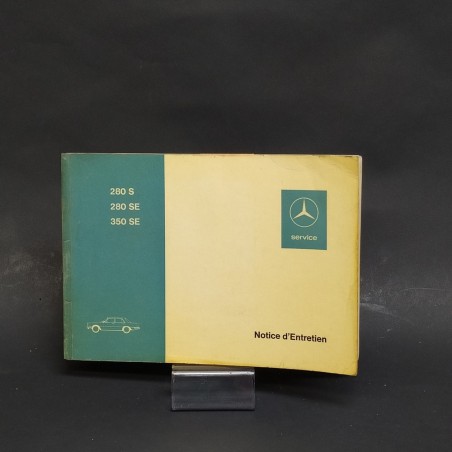 280 S
280 SE
350 SE
service
Notice d'Entretien